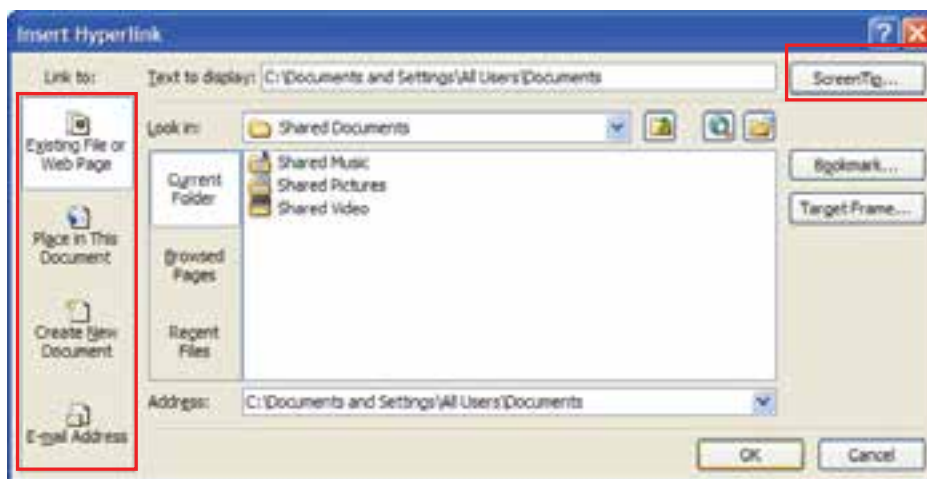 Insert Hyperlink
Link to:
Text to display: C:\Documents and Settings\All Users\Documents
ScreenTip...
Existing File or
Web Page
Look in:
Shared Documents
Current
Folder
Shared Music
Shared Pictures
Shared Video
Bookmark...
Target Frame...
Place in This
Document
Browsed
Pages
Create New
Document
Recent
Files
Address: C:\Documents and Settings\All Users\Documents
E-mail Address
OK
Cancel